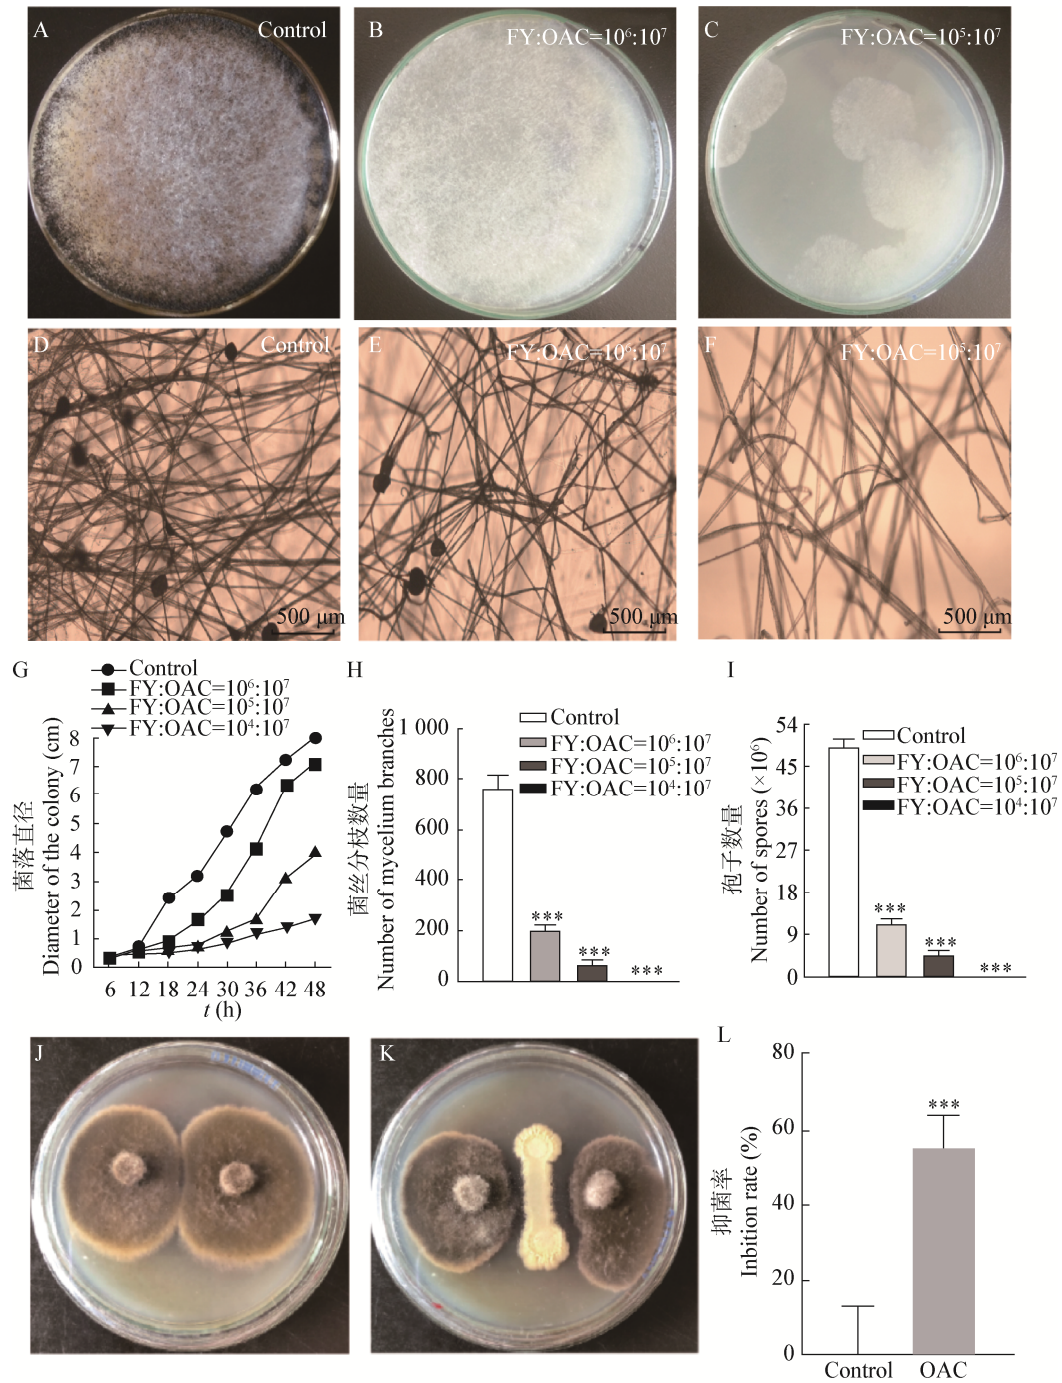 A Control
B FY:OAC=10⁶:10⁷
C FY:OAC=10⁵:10⁷
D Control
E FY:OAC=10⁶:10⁷
F FY:OAC=10⁵:10⁷
500 μm
500 μm
500 μm
G
Control
FY:OAC=10⁶:10⁷
FY:OAC=10⁵:10⁷
FY:OAC=10⁴:10⁷
菌落直径
Diameter of the colony (cm)
8
7
6
5
4
3
2
1
0
6 12 18 24 30 36 42 48
t (h)
H
Control
FY:OAC=10⁶:10⁷
FY:OAC=10⁵:10⁷
FY:OAC=10⁴:10⁷
菌丝分枝数量
Number of mycelium branches
1 000
800
600
400
200
0
***
***
***
I
Control
FY:OAC=10⁶:10⁷
FY:OAC=10⁵:10⁷
FY:OAC=10⁴:10⁷
孢子数量
Number of spores (×10⁶)
54
45
36
27
18
9
0
***
***
***
J
K
L
抑菌率
Inbition rate (%)
80
60
40
20
0
***
Control OAC